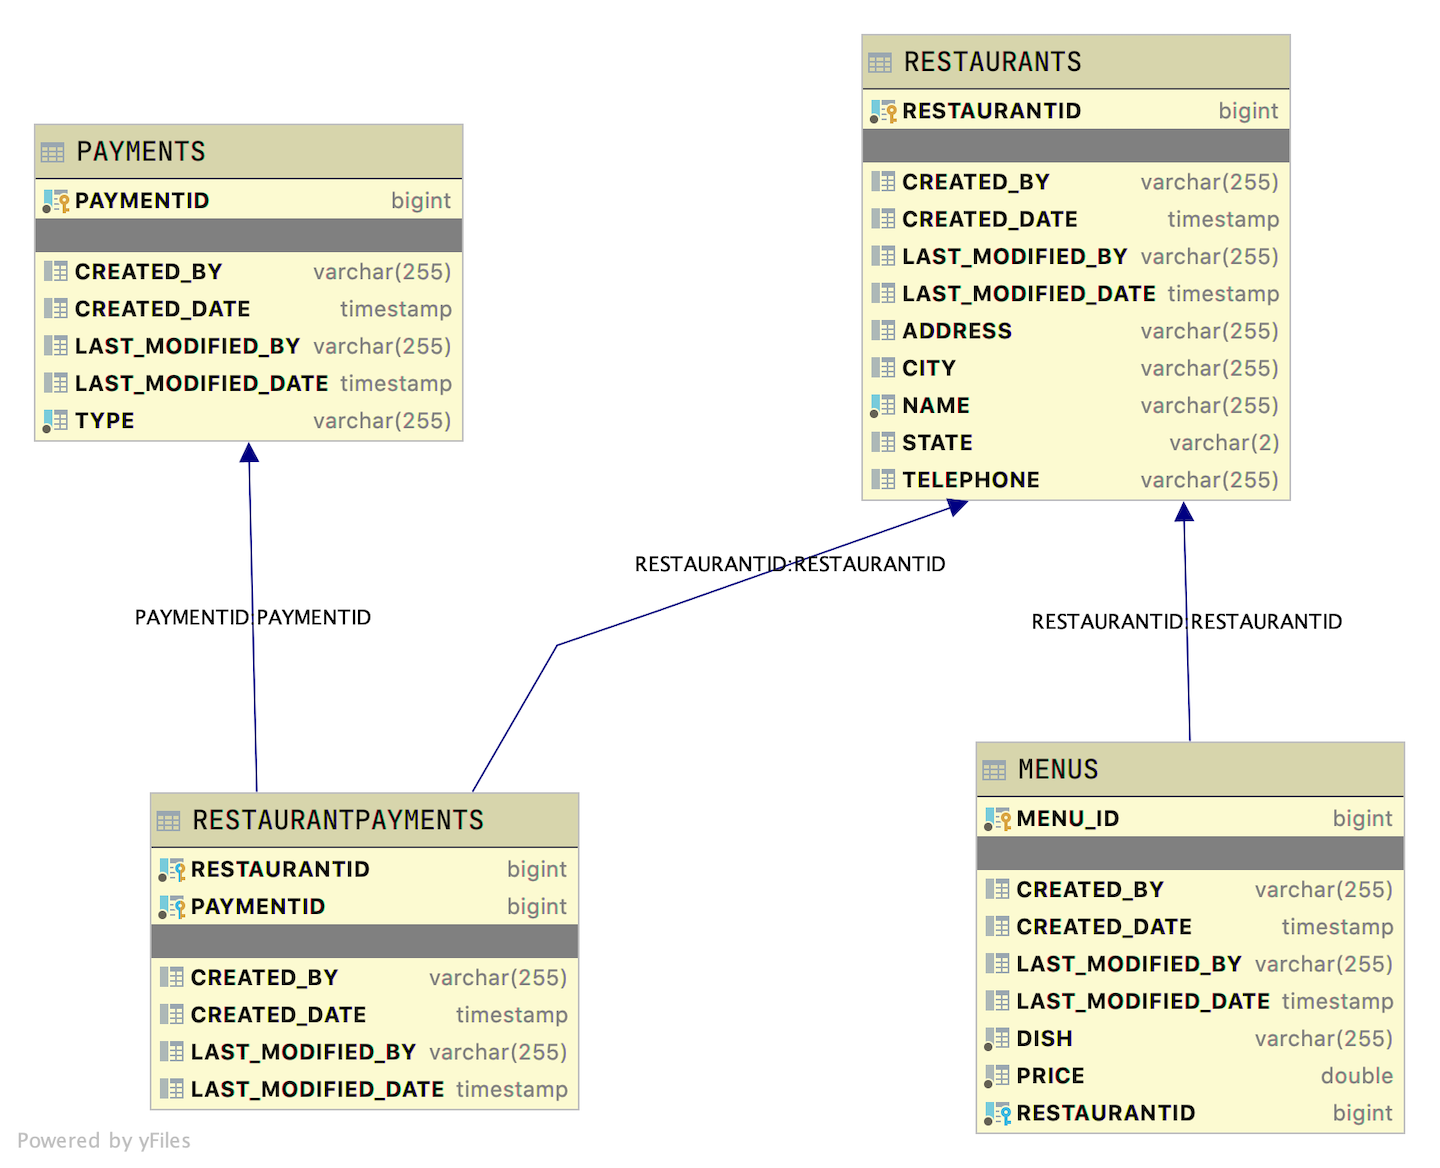 PAYMENTS
PAYMENTID bigint
CREATED_BY varchar(255)
CREATED_DATE timestamp
LAST_MODIFIED_BY varchar(255)
LAST_MODIFIED_DATE timestamp
TYPE varchar(255)
RESTAURANTS
RESTAURANTID bigint
CREATED_BY varchar(255)
CREATED_DATE timestamp
LAST_MODIFIED_BY varchar(255)
LAST_MODIFIED_DATE timestamp
ADDRESS varchar(255)
CITY varchar(255)
NAME varchar(255)
STATE varchar(2)
TELEPHONE varchar(255)
PAYMENTID:PAYMENTID
RESTAURANTID:RESTAURANTID
RESTAURANTID:RESTAURANTID
RESTAURANTPAYMENTS
RESTAURANTID bigint
PAYMENTID bigint
CREATED_BY varchar(255)
CREATED_DATE timestamp
LAST_MODIFIED_BY varchar(255)
LAST_MODIFIED_DATE timestamp
MENUS
MENU_ID bigint
CREATED_BY varchar(255)
CREATED_DATE timestamp
LAST_MODIFIED_BY varchar(255)
LAST_MODIFIED_DATE timestamp
DISH varchar(255)
PRICE double
RESTAURANTID bigint
Powered by yFiles